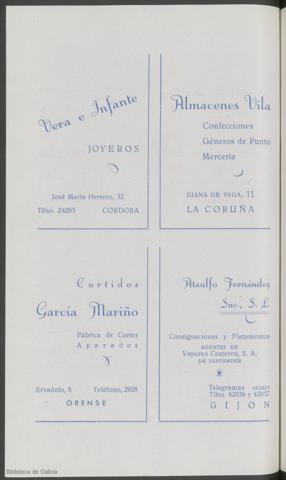 Vera e Infante
JOYEROS
José María Herrero, 32
Tlfno. 24265 CORDOBA
Almacenes Vila
Confecciones
Géneros de Punto
Mercería
JUANA DE VEGA, 11
LA CORUÑA
Curtidos
García Mariño
Fábrica de Cortes
Aparados
Ervedelo, 8 Teléfono, 2928
ORENSE
Ataulfo Fernández
Suc., S. L.
Consignaciones y Fletamentos
AGENTES DE
Vapores Costeros, S. A.
DE SANTANDER
Tlfos. 42036 y 42037
Telegramas
GIJON
Biblioteca de Galicia